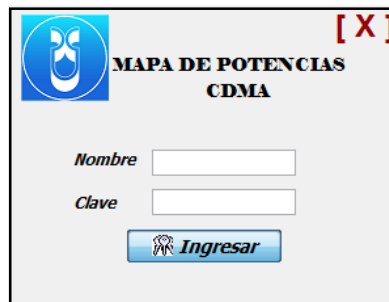 [ X ]
MAPA DE POTENCIAS
CDMA
Nombre
Clave
Ingresar